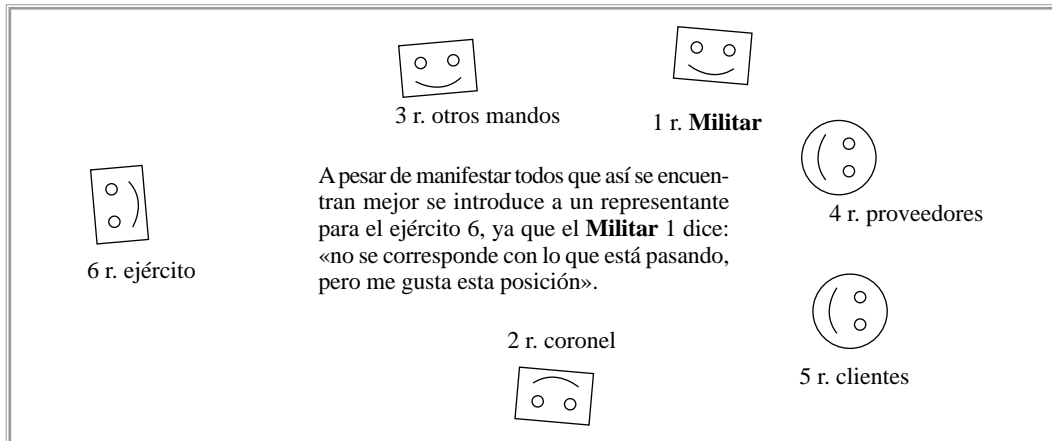 3 r. otros mandos
1 r. Militar
4 r. proveedores
A pesar de manifestar todos que así se encuen-
tran mejor se introduce a un representante
para el ejército 6, ya que el Militar 1 dice:
«no se corresponde con lo que está pasando,
pero me gusta esta posición».
6 r. ejército
2 r. coronel
5 r. clientes